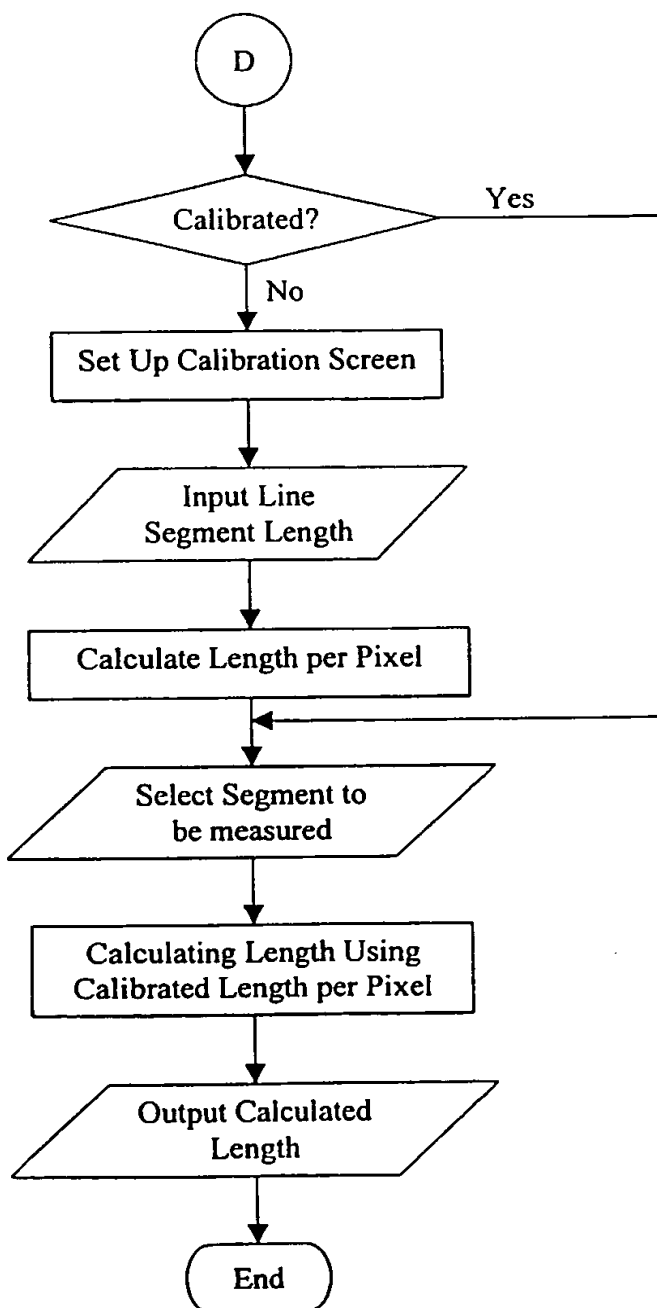 D
Calibrated?
Yes
No
Set Up Calibration Screen
Input Line
Segment Length
Calculate Length per Pixel
Select Segment to
be measured
Calculating Length Using
Calibrated Length per Pixel
Output Calculated
Length
End